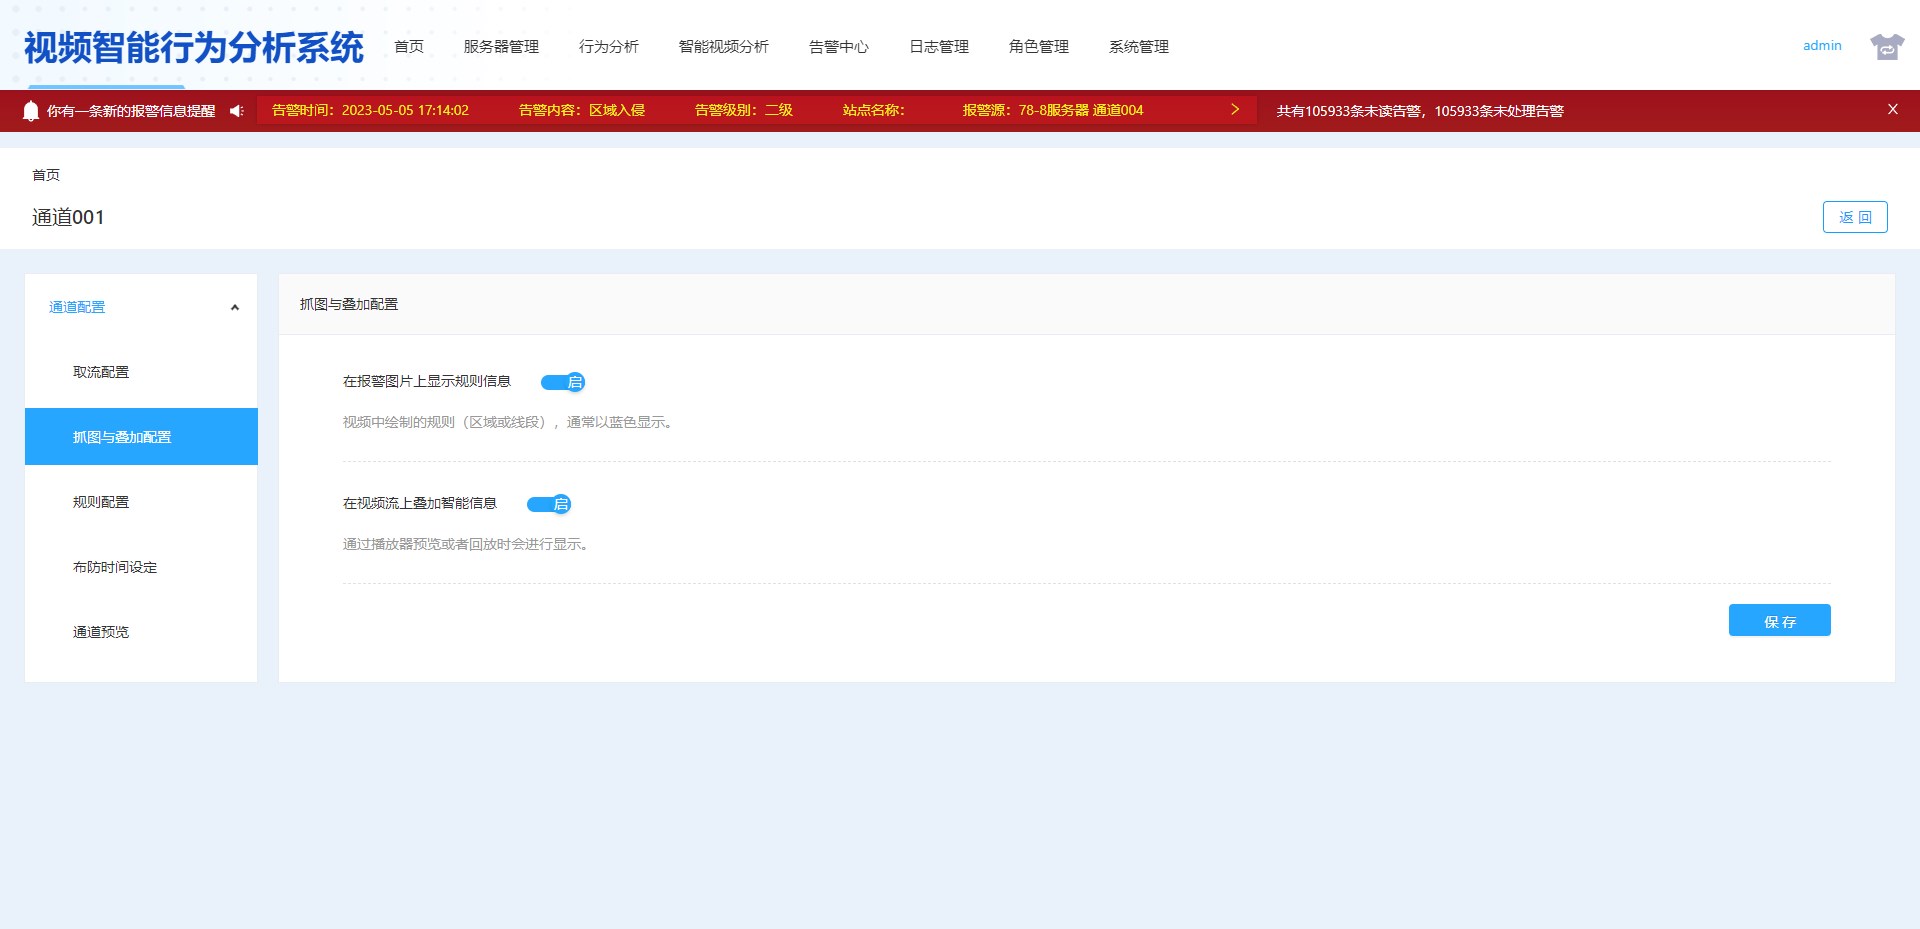 视频智能行为分析系统 首页 服务器管理 行为分析 智能视频分析 告警中心 日志管理 角色管理 系统管理 admin
你有一条新的报警信息提醒 告警时间：2023-05-05 17:14:02 告警内容：区域入侵 告警级别：二级 站点名称： 报警源：78-8服务器 通道004 共有105933条未读告警，105933条未处理告警 X
首页
通道001
返 回
通道配置
取流配置
抓图与叠加配置
规则配置
布防时间设定
通道预览
抓图与叠加配置
在报警图片上显示规则信息 启
视频中绘制的规则（区域或线段），通常以蓝色显示。
在视频流上叠加智能信息 启
通过播放器预览或者回放时会进行显示。
保 存